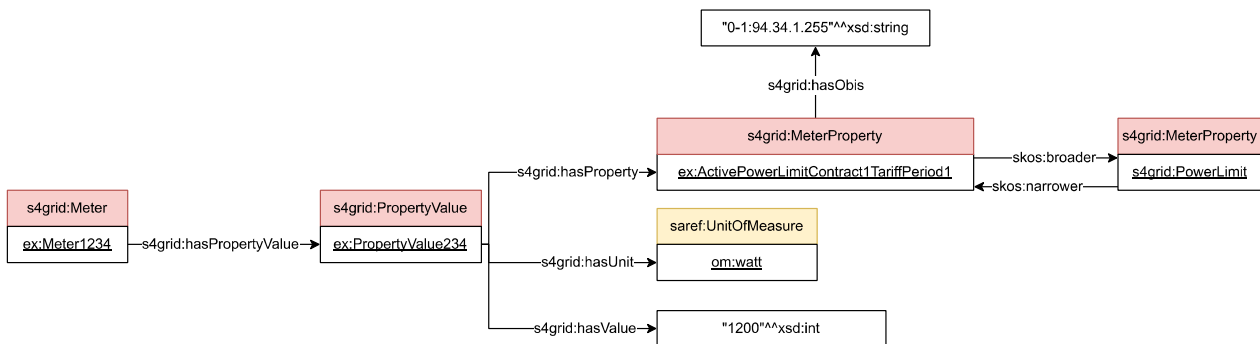 "0-1:94.34.1.255"^^xsd:string
s4grid:hasObis
s4grid:MeterProperty
s4grid:MeterProperty
skos:broader
s4grid:hasProperty
ex:ActivePowerLimitContract1TariffPeriod1
s4grid:PowerLimit
skos:narrower
s4grid:Meter
s4grid:PropertyValue
saref:UnitOfMeasure
ex:Meter1234
s4grid:hasPropertyValue
ex:PropertyValue234
s4grid:hasUnit
om:watt
s4grid:hasValue
"1200"^^xsd:int